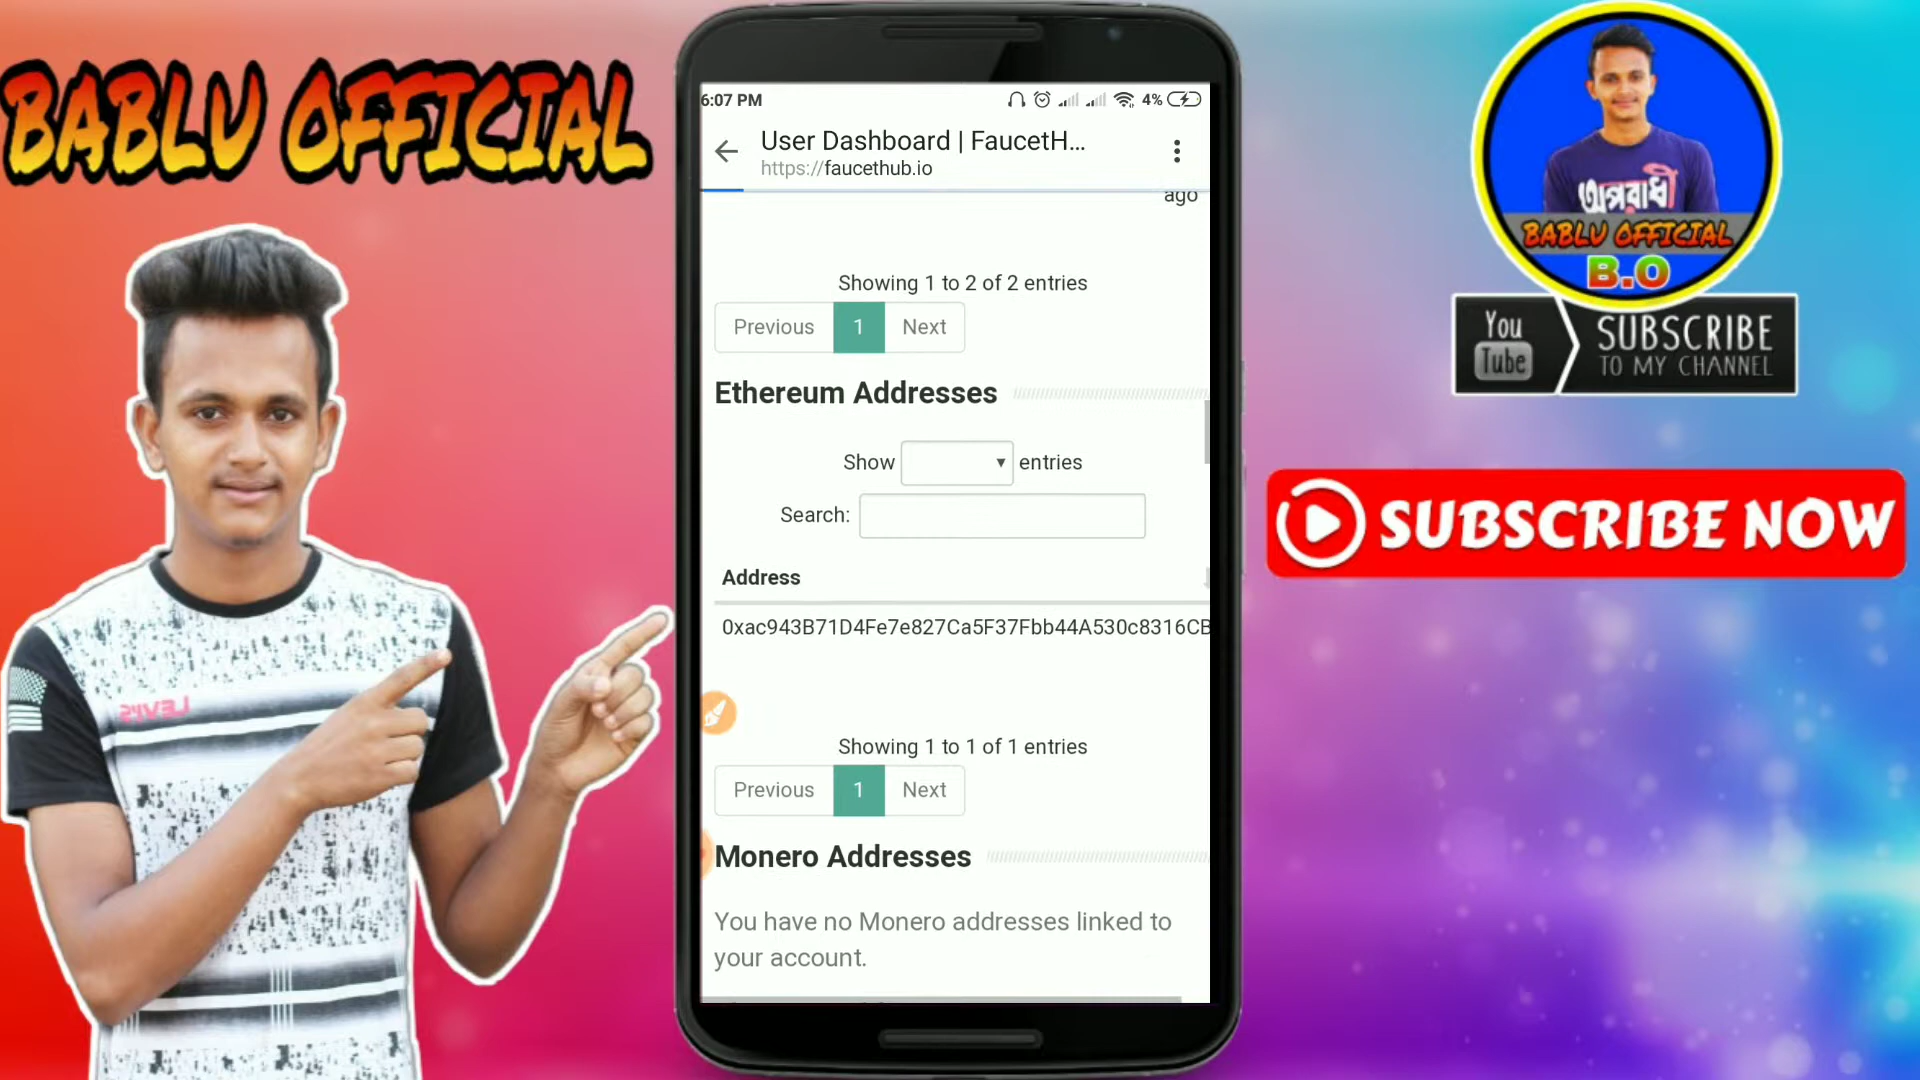 BABLU OFFICIAL
6:07 PM
4%
User Dashboard | FaucetH...
https://faucethub.io
ago
Showing 1 to 2 of 2 entries
Previous 1 Next
Ethereum Addresses
Show entries
Search:
Address
0xac943B71D4Fe7e827Ca5F37Fbb44A530c8316CB
Showing 1 to 1 of 1 entries
Previous 1 Next
Monero Addresses
You have no Monero addresses linked to
your account.
LEVI'S
অপরাধী
BABLU OFFICIAL
B.O
You
Tube
SUBSCRIBE
TO MY CHANNEL
SUBSCRIBE NOW